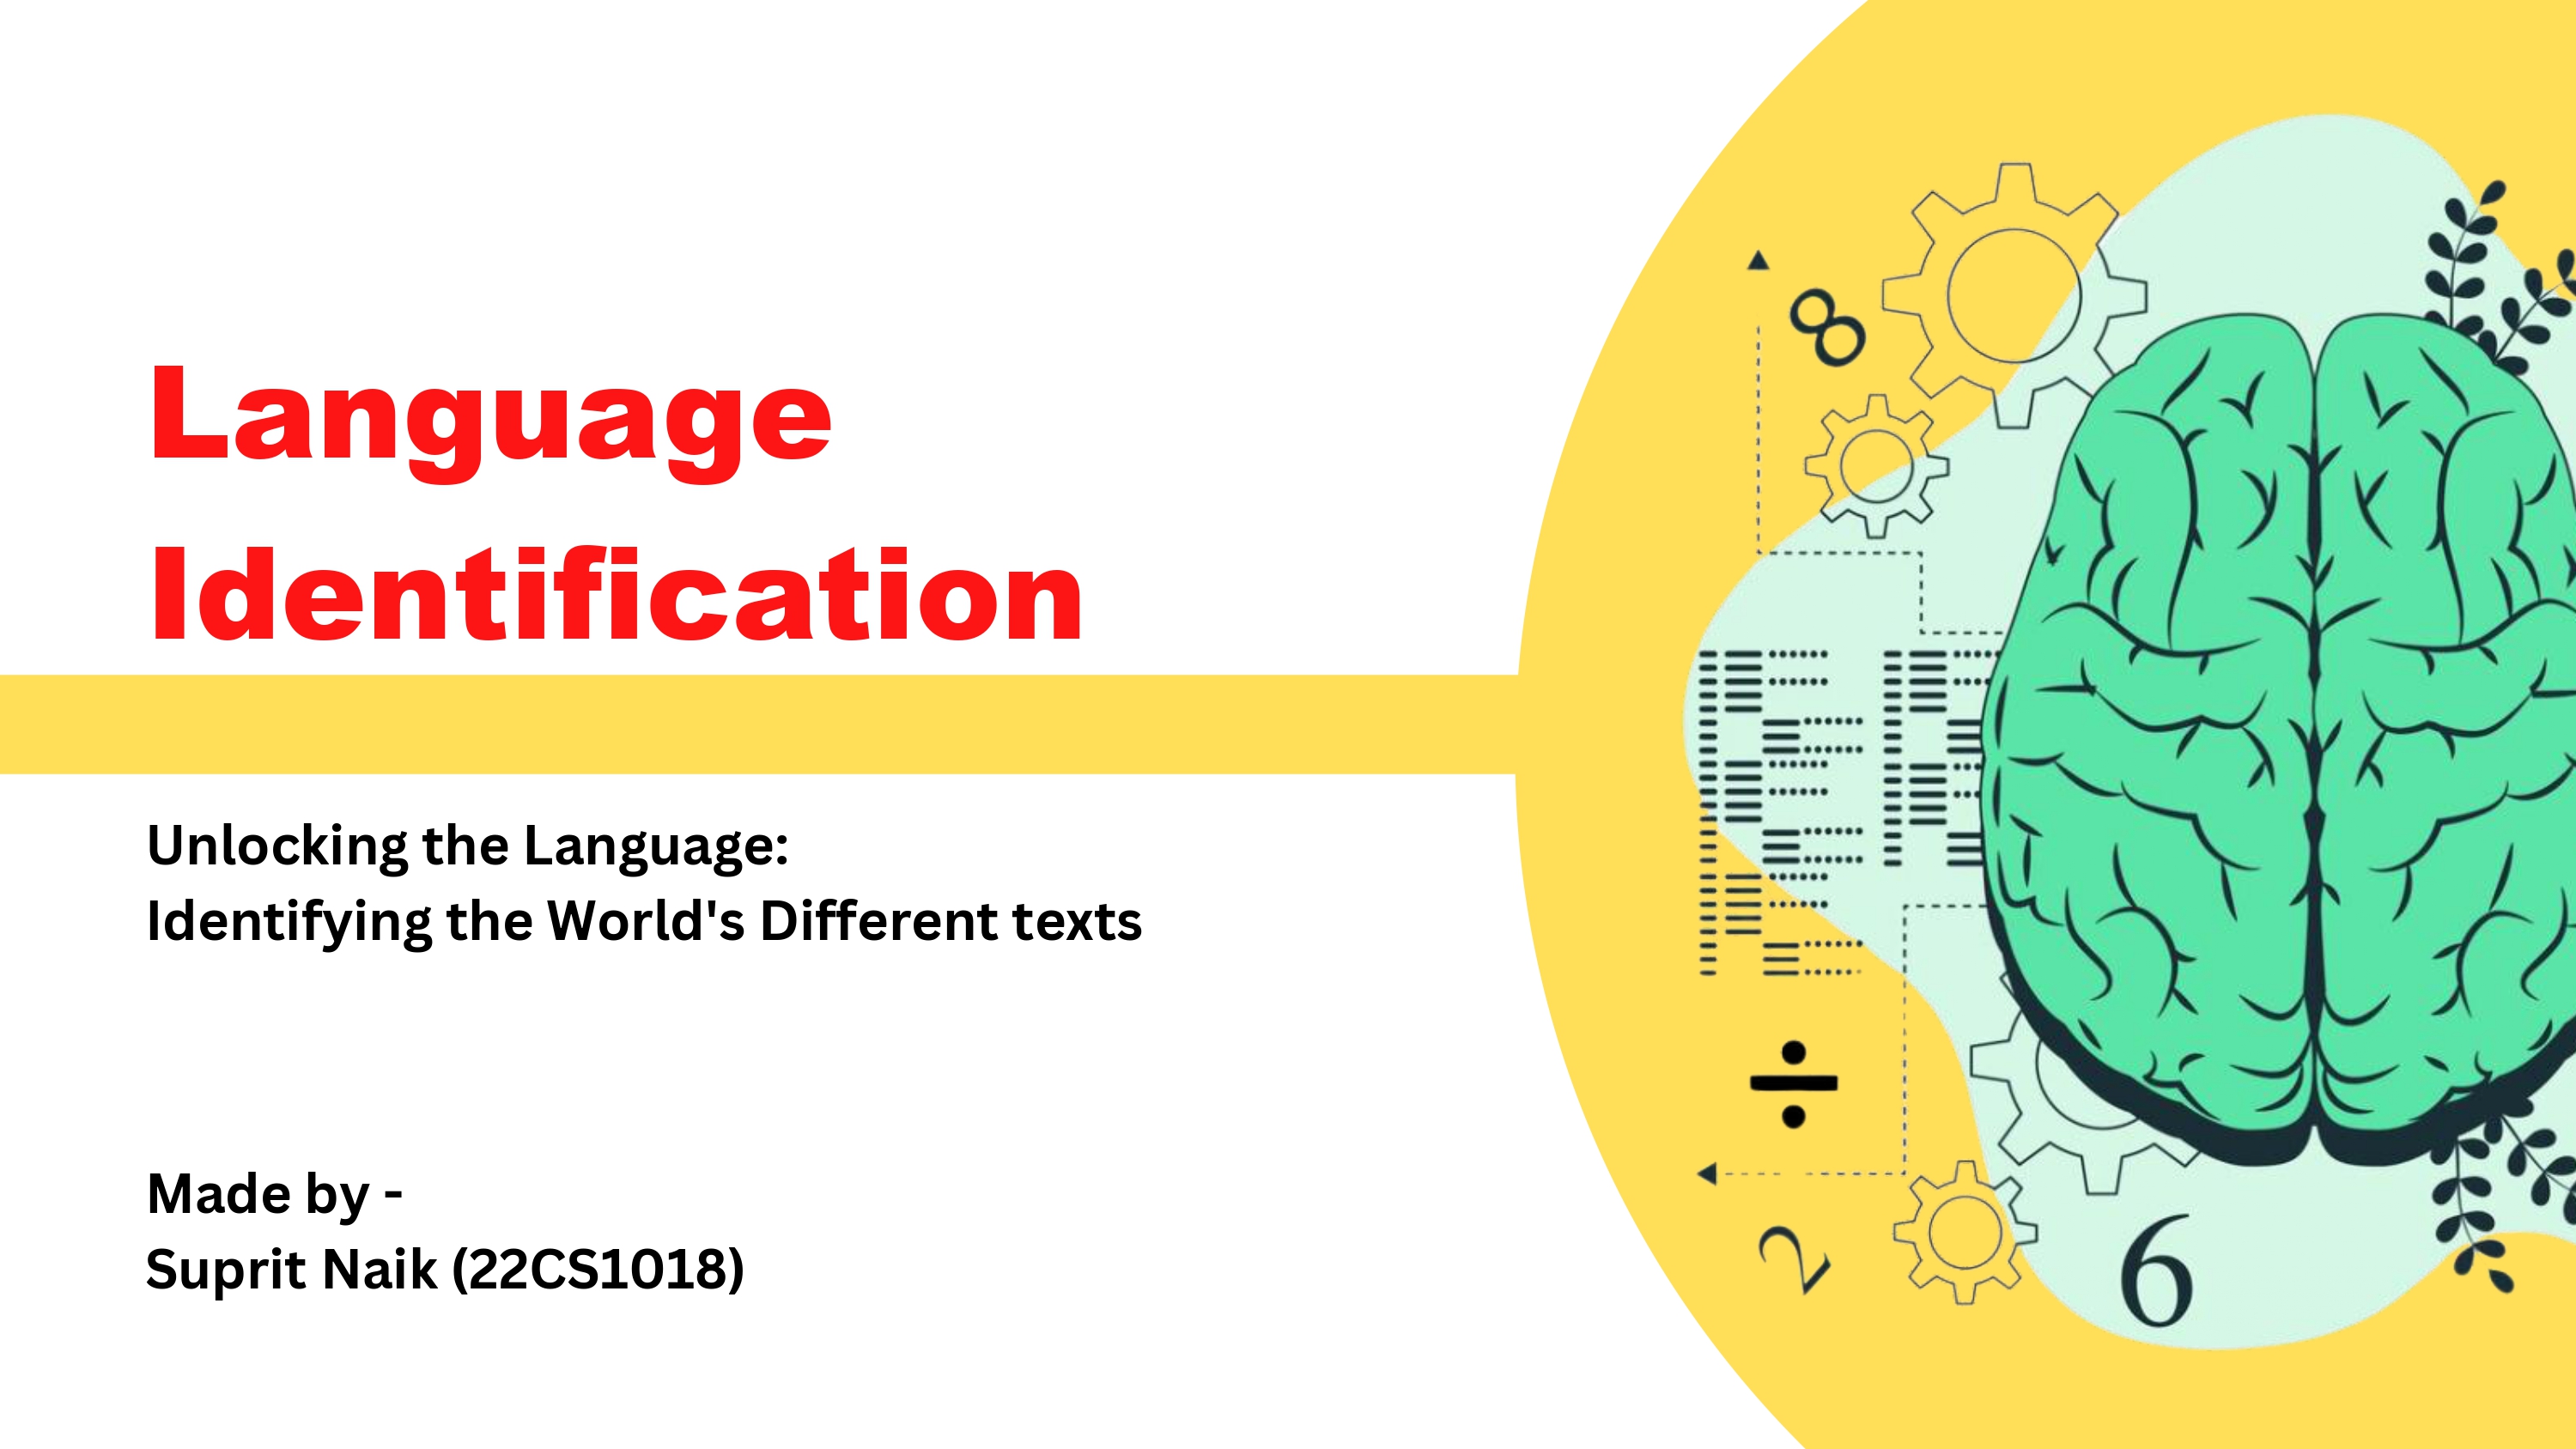 Language
Identification
Unlocking the Language:
Identifying the World's Different texts
Made by -
Suprit Naik (22CS1018)
8
÷
2
6